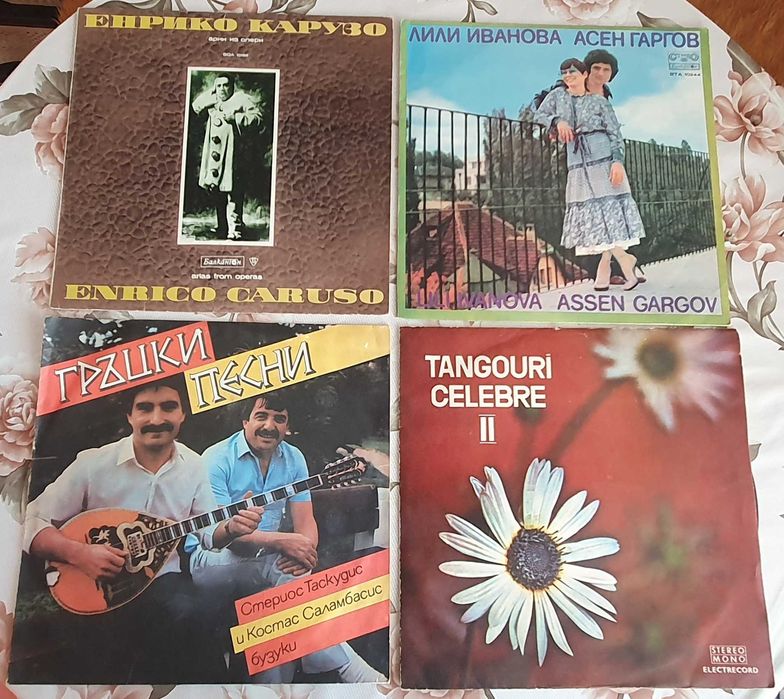 ЕНРИКО КАРУЗО
арии из опери
Балкантон
arias from operas
ENRICO CARUSO
ЛИЛИ ИВАНОВА АСЕН ГАРГОВ
СТЕРЕО
IVANOVA ASSEN GARGOV
ГРЪЦКИ
ПЕСНИ
Стериос Таскудис
и Костас Саламбасис
бузуки
TANGOURI
CELEBRE
II
STEREO
MONO
ELECTRECORD